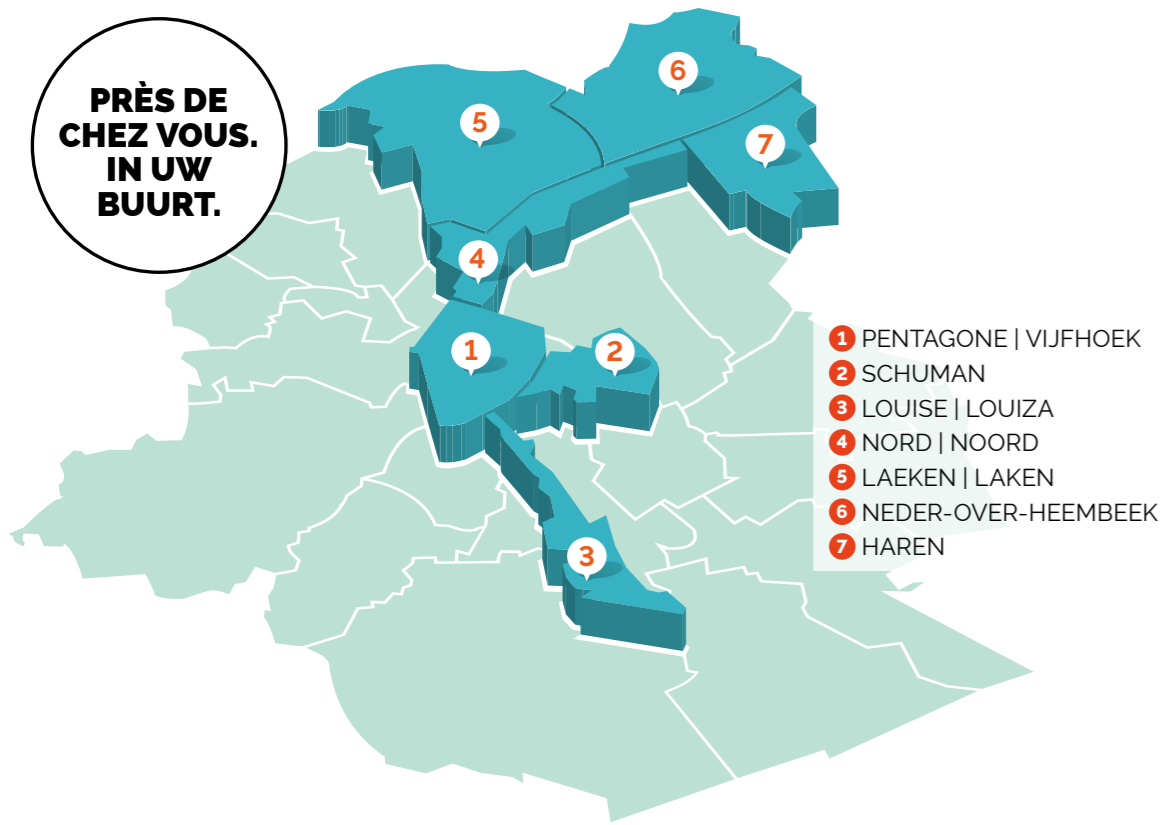 PRÈS DE
CHEZ VOUS.
IN UW
BUURT.
6
5
7
4
1
2
3
1 PENTAGONE | VIJFHOEK
2 SCHUMAN
3 LOUISE | LOUIZA
4 NORD | NOORD
5 LAEKEN | LAKEN
6 NEDER-OVER-HEEMBEEK
7 HAREN